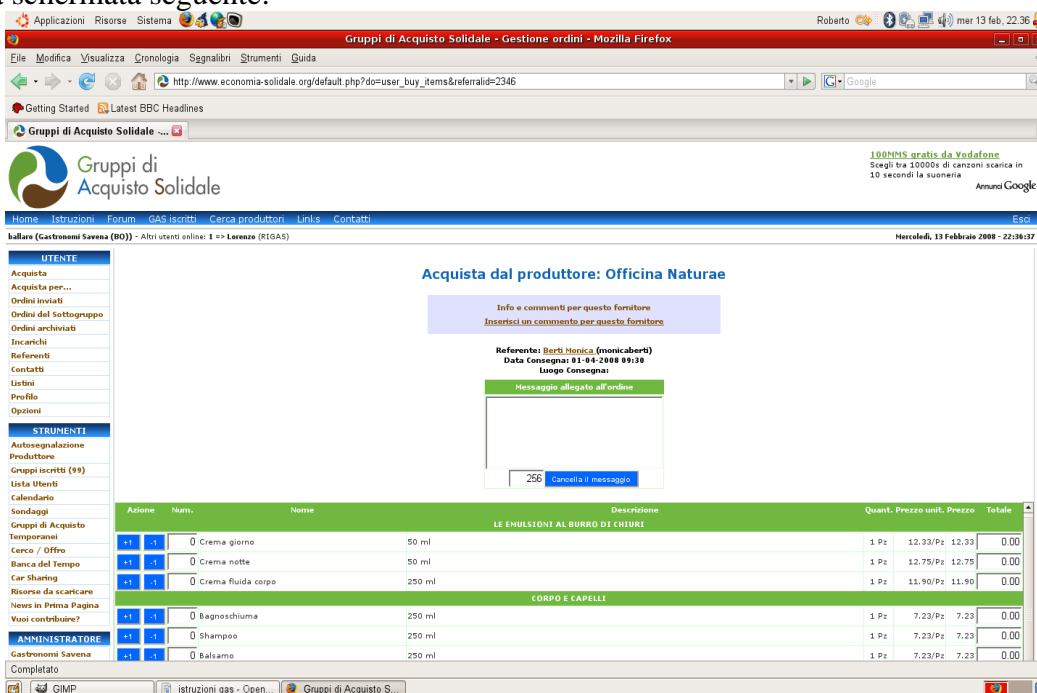 a schermata seguente:
Applicazioni Risorse Sistema
Roberto
mer 13 feb, 22.36
Gruppi di Acquisto Solidale - Gestione ordini - Mozilla Firefox
File Modifica Visualizza Cronologia Segnalibri Strumenti Guida
http://www.economia-solidale.org/default.php?do=user_buy_items&referralid=2346
Google
Getting Started Latest BBC Headlines
Gruppi di Acquisto Solidale -...
Gruppi di
Acquisto Solidale
100MMS gratis da Vodafone
Scegli tra 10000s di canzoni scarica in
10 secondi la suoneria
Annunci Google
Home Istruzioni Forum GAS iscritti Cerca produttori Links Contatti Esci
ballaro (Gastronomi Savena (BO)) - Altri utenti online: 1 => Lorenzo (RIGAS)
Mercoledì, 13 Febbraio 2008 - 22:36:37
UTENTE
Acquista
Acquista per...
Ordini inviati
Ordini del Sottogruppo
Ordini archiviati
Incarichi
Referenti
Contatti
Listini
Profilo
Opzioni
STRUMENTI
Autosegnalazione
Produttore
Gruppi iscritti (99)
Lista Utenti
Calendario
Sondaggi
Gruppi di Acquisto
Temporanei
Cerco / Offro
Banca del Tempo
Car Sharing
Risorse da scaricare
News in Prima Pagina
Vuoi contribuire?
AMMINISTRATORE
Gastronomi Savena
Acquista dal produttore: Officina Naturae
Info e commenti per questo fornitore
Inserisci un commento per questo fornitore
Referente: Berti Monica (monicaberti)
Data Consegna: 01-04-2008 09:30
Luogo Consegna:
Messaggio allegato all'ordine
256 Cancella il messaggio
Azione Num. Nome Descrizione Quant. Prezzo unit. Prezzo Totale
LE EMULSIONI AL BURRO DI CHIURI
+1 -1 0 Crema giorno 50 ml 1 Pz 12.33/Pz 12.33 0.00
+1 -1 0 Crema notte 50 ml 1 Pz 12.75/Pz 12.75 0.00
+1 -1 0 Crema fluida corpo 250 ml 1 Pz 11.90/Pz 11.90 0.00
CORPO E CAPELLI
+1 -1 0 Bagnoschiuma 250 ml 1 Pz 7.23/Pz 7.23 0.00
+1 -1 0 Shampoo 250 ml 1 Pz 7.23/Pz 7.23 0.00
+1 -1 0 Balsamo 250 ml 1 Pz 7.23/Pz 7.23 0.00
Completato
GIMP
istruzioni gas - Open...
Gruppi di Acquisto S...